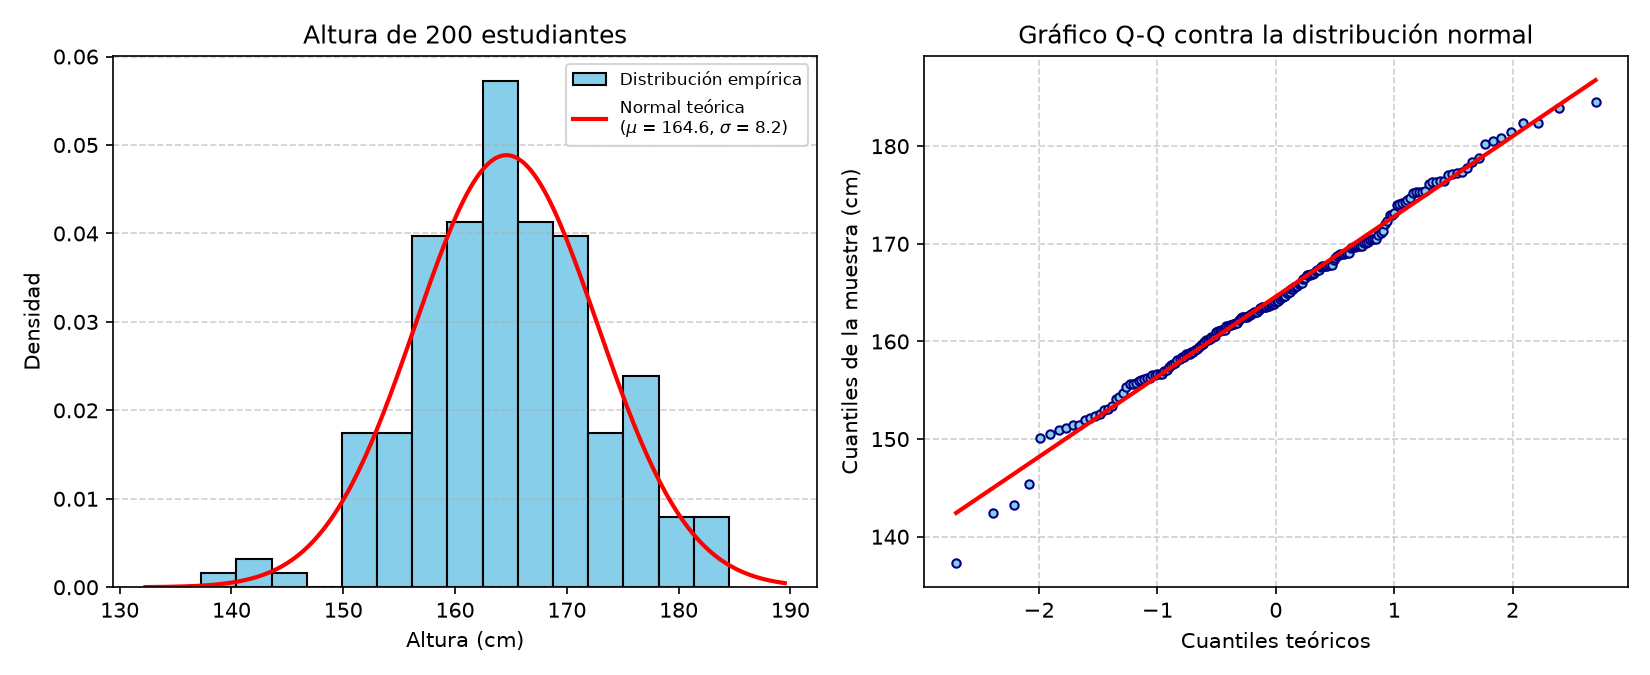 Altura de 200 estudiantes
Densidad
0.06
0.05
0.04
0.03
0.02
0.01
0.00
130 140 150 160 170 180 190
Altura (cm)
Distribución empírica
Normal teórica
(μ = 164.6, σ = 8.2)
Gráfico Q-Q contra la distribución normal
Cuantiles de la muestra (cm)
180
170
160
150
140
−2 −1 0 1 2
Cuantiles teóricos